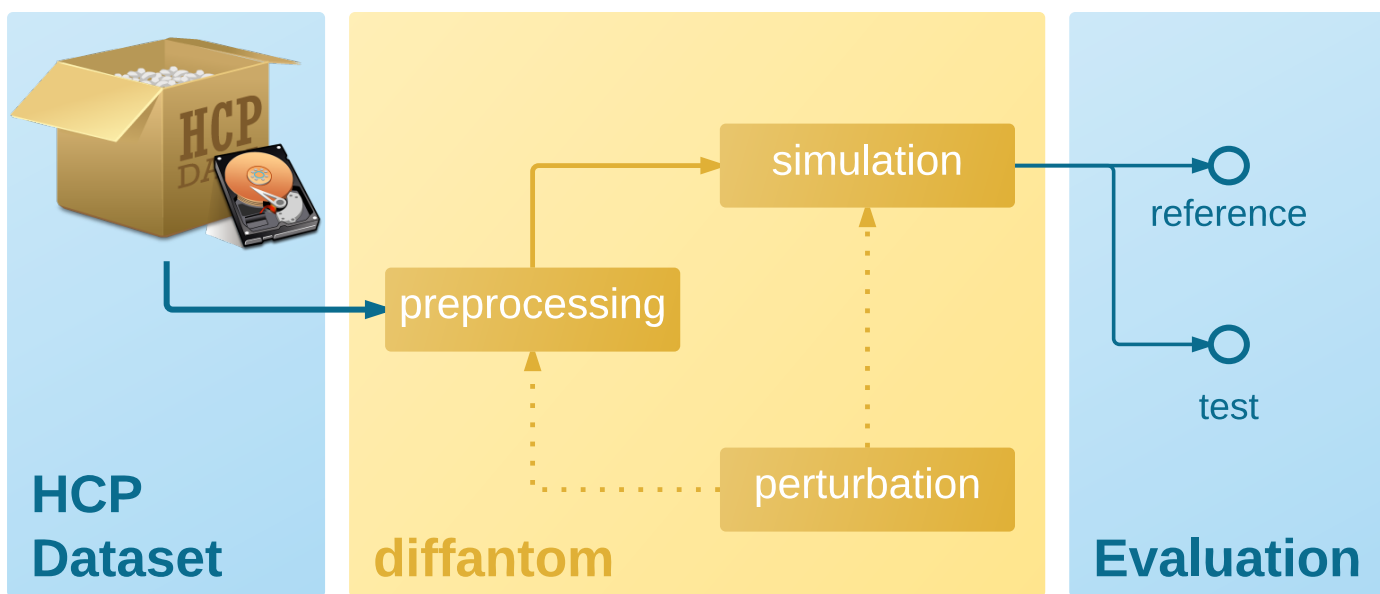 HCP
DA
HCP
Dataset
preprocessing
simulation
perturbation
diffantom
reference
test
Evaluation